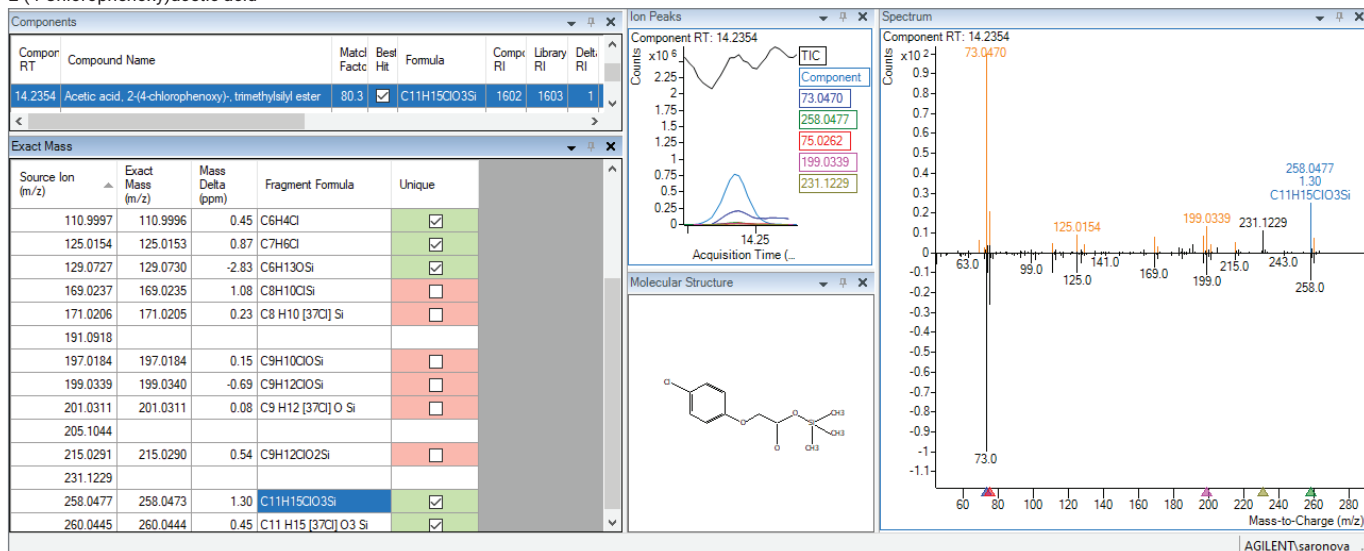 2-(4-chlorophenoxy)acetic acid
Components
Compor RT Compound Name Matcl Facto Best Hit Formula Compo RI Library RI Delta RI
14.2354 Acetic acid, 2-(4-chlorophenoxy)-, trimethylsilyl ester 80.3 C11H15ClO3Si 1602 1603 1
Exact Mass
Source Ion (m/z) Exact Mass (m/z) Mass Delta (ppm) Fragment Formula Unique
110.9997 110.9996 0.45 C6H4Cl
125.0154 125.0153 0.87 C7H6Cl
129.0727 129.0730 -2.83 C6H13OSi
169.0237 169.0235 1.08 C8H10ClSi
171.0206 171.0205 0.23 C8 H10 [37Cl] Si
191.0918
197.0184 197.0184 0.15 C9H10ClOSi
199.0339 199.0340 -0.69 C9H12ClOSi
201.0311 201.0311 0.08 C9 H12 [37Cl] O Si
205.1044
215.0291 215.0290 0.54 C9H12ClO2Si
231.1229
258.0477 258.0473 1.30 C11H15ClO3Si
260.0445 260.0444 0.45 C11 H15 [37Cl] O3 Si
Ion Peaks
Component RT: 14.2354
Counts
x10 6
2.25
2
1.75
1.5
1.25
1
0.75
0.5
0.25
0
14.25
Acquisition Time (...
TIC
Component
73.0470
258.0477
75.0262
199.0339
231.1229
Molecular Structure
Cl
O
O
O
Si
CH3
CH3
CH3
Spectrum
Component RT: 14.2354
Counts
x10 2
73.0470
0.9
0.8
0.7
0.6
0.5
0.4
0.3
0.2
0.1
0
-0.1
-0.2
-0.3
-0.4
-0.5
-0.6
-0.7
-0.8
-0.9
-1
-1.1
258.0477
1.30
C11H15ClO3Si
125.0154
199.0339
231.1229
63.0
99.0
125.0
141.0
169.0
199.0
215.0
243.0
258.0
73.0
60 80 100 120 140 160 180 200 220 240 260 280
Mass-to-Charge (m/z)
AGILENT\saronova